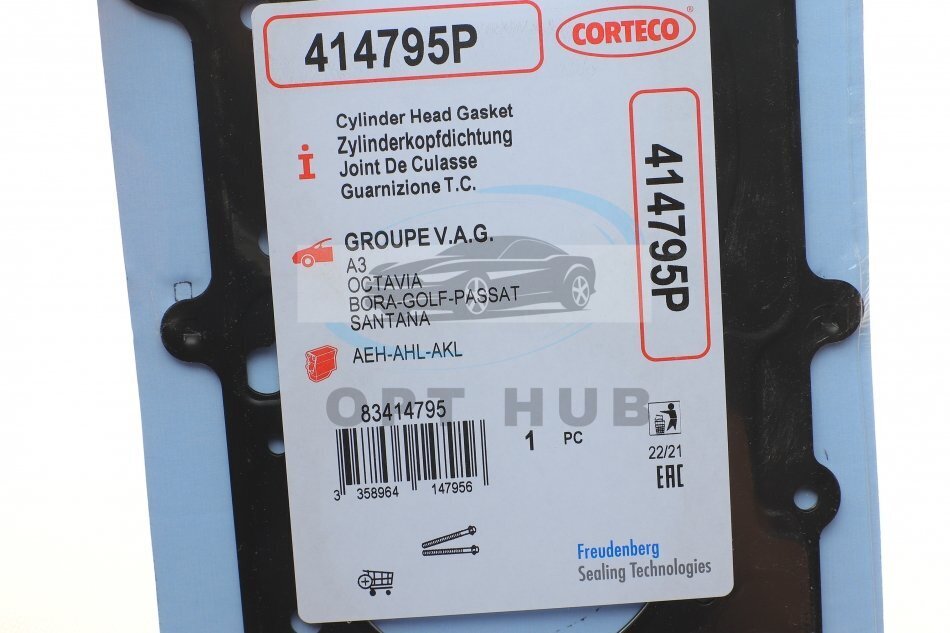 414795P
CORTECO
Cylinder Head Gasket
Zylinderkopfdichtung
Joint De Culasse
Guarnizione T.C.
414795P
GROUPE V.A.G.
A3
OCTAVIA
BORA-GOLF-PASSAT
SANTANA
AEH-AHL-AKL
OPT HUB
83414795
1 PC
3 358964 147956
22/21
EAC
Freudenberg
Sealing Technologies